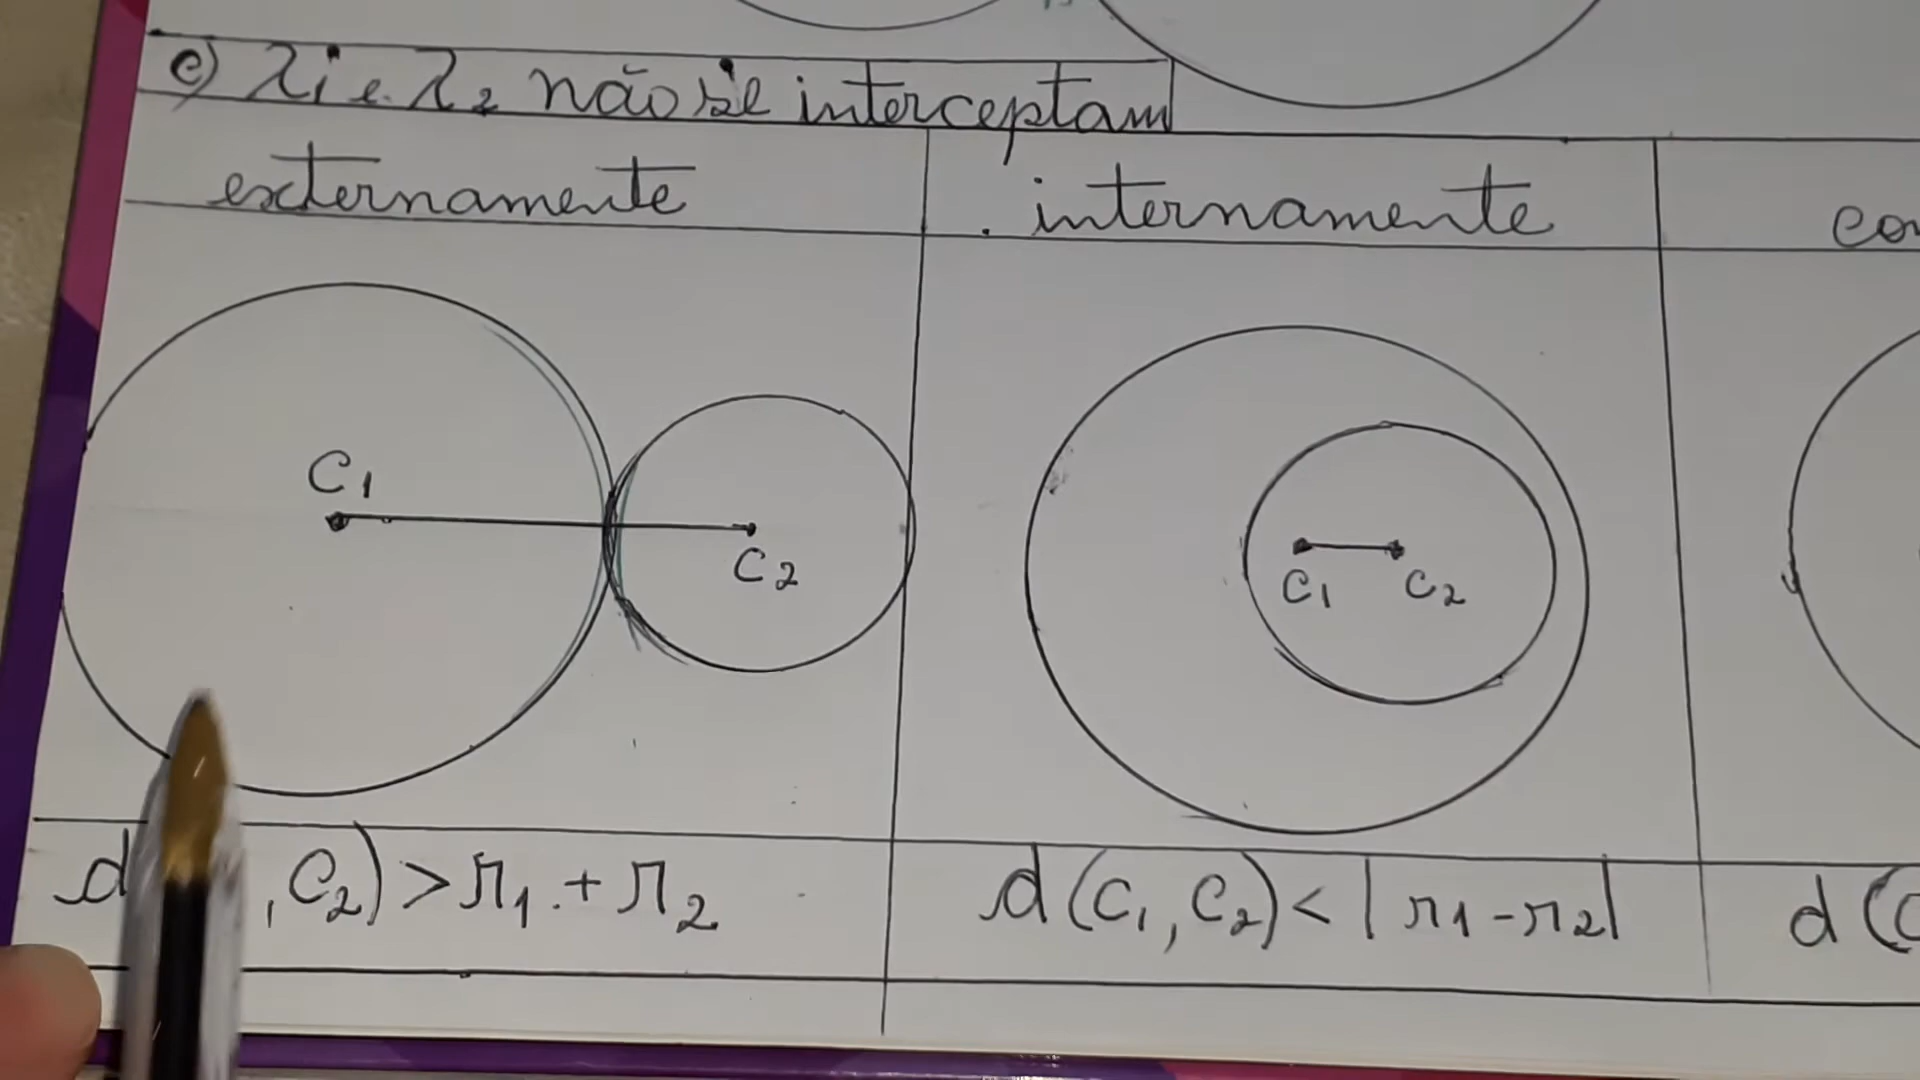 c) λ1 e λ2 não se interceptam
externamente
internamente
C1
C2
C1
C2
d , C2) > r1 + r2
d(C1, C2) < |r1 - r2|
d(C